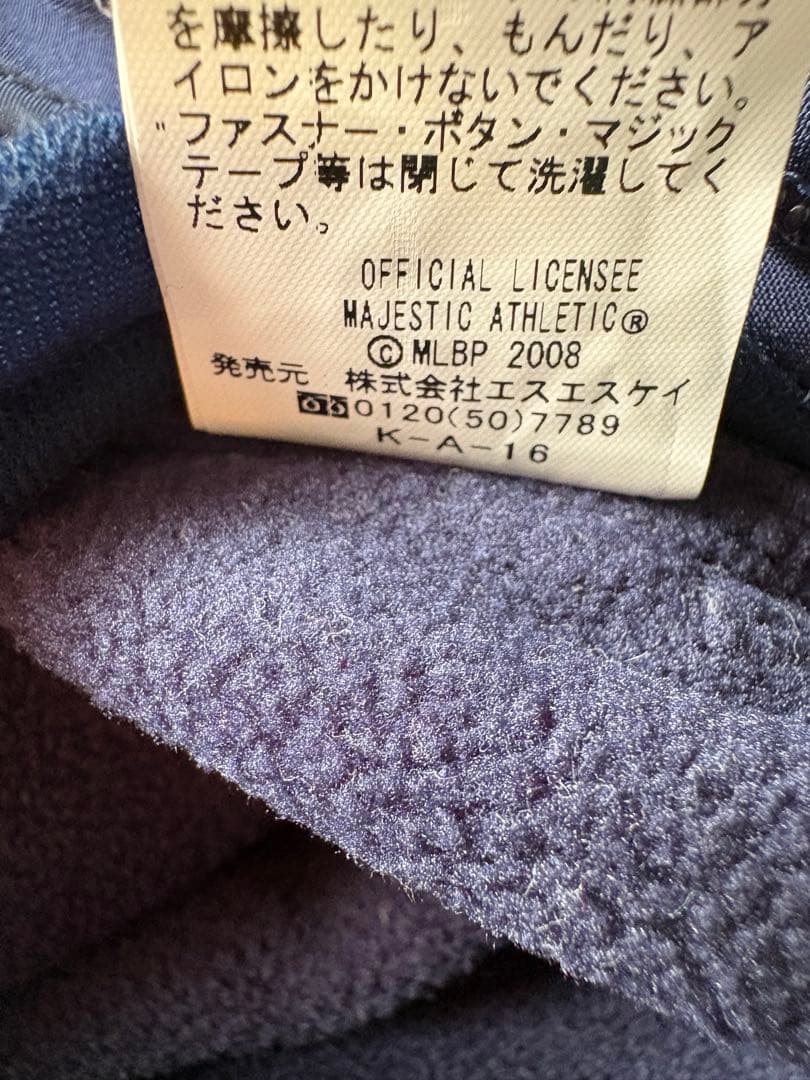 を摩擦したり、もんだり、ア
イロンをかけないでください。
"ファスナー・ボタン・マジック
テープ等は閉じて洗濯してく
ださい。
OFFICIAL LICENSEE
MAJESTIC ATHLETIC®
©MLBP 2008
発売元 株式会社エスエスケイ
0120(50)7789
K-A-16